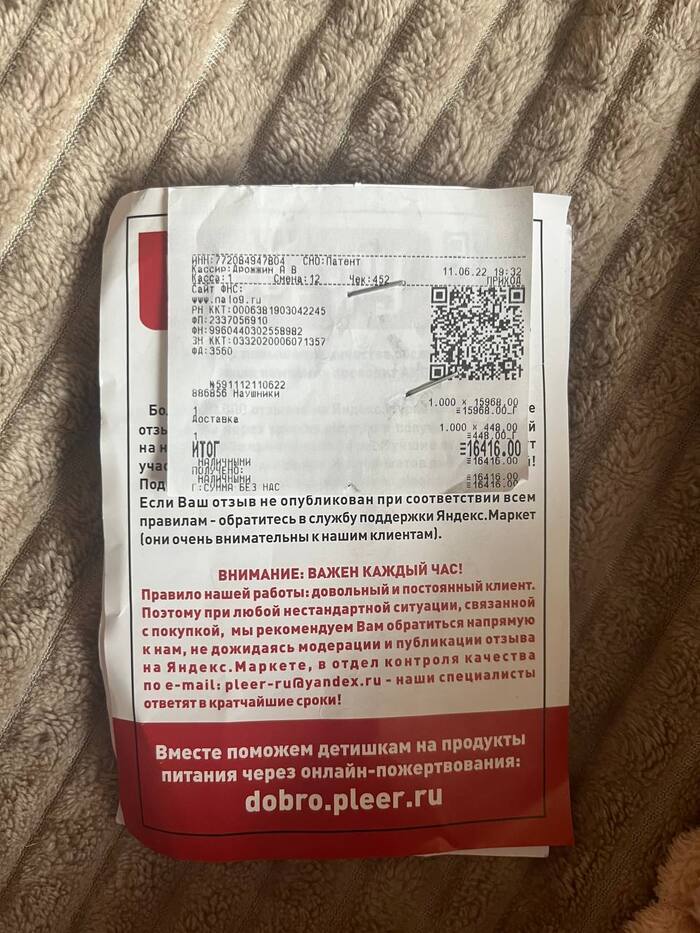 ИНН:772084947804 СНО:Патент
Кассир:Дрожжин А В 11.06.22 19:32
Касса:1 Смена:12 Чек:452 ПРИХОД
Сайт ФНС:
www.nalog.ru
РН ККТ:0006381903042245
ФП:2337056910
ФН:9960440302558982
ЗН ККТ:0332020006071357
ФД:3560
№591112110622
886856 Наушники
1.000 × 15968.00
1 ≡15968.00_Г
Доставка
1.000 × 448.00
1 ≡448.00_Г
ИТОГ ≡16416.00
НАЛИЧНЫМИ ≡16416.00
ПОЛУЧЕНО:
НАЛИЧНЫМИ ≡16416.00
Г:СУММА БЕЗ НДС ≡16416.00
Если Ваш отзыв не опубликован при соответствии всем
правилам - обратитесь в службу поддержки Яндекс.Маркет
(они очень внимательны к нашим клиентам).
ВНИМАНИЕ: ВАЖЕН КАЖДЫЙ ЧАС!
Правило нашей работы: довольный и постоянный клиент.
Поэтому при любой нестандартной ситуации, связанной
с покупкой, мы рекомендуем Вам обратиться напрямую
к нам, не дожидаясь модерации и публикации отзыва
на Яндекс.Маркете, в отдел контроля качества
по e-mail: pleer-ru@yandex.ru - наши специалисты
ответят в кратчайшие сроки!
Вместе поможем детишкам на продукты
питания через онлайн-пожертвования:
dobro.pleer.ru